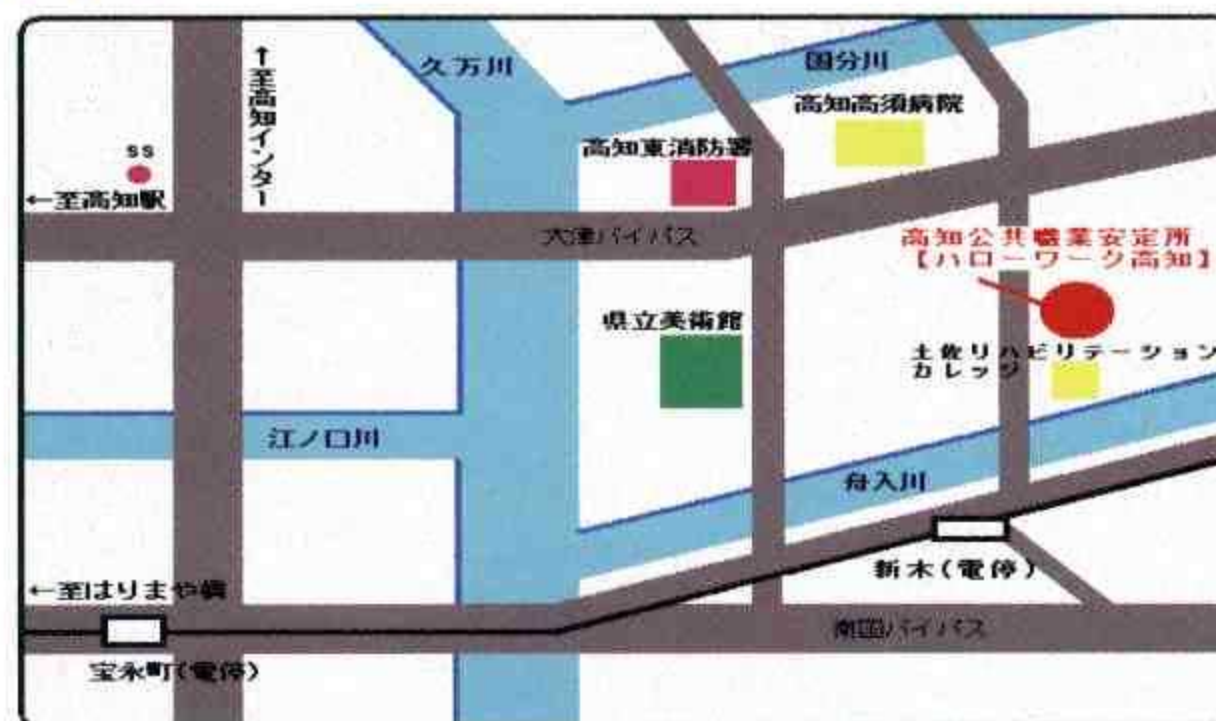 久万川
国分川
↑至高知インター
高知高須病院
高知東消防署
SS
←至高知駅
大津バイパス
高知公共職業安定所
【ハローワーク高知】
県立美術館
土佐リハビリテーション
カレッジ
江ノ口川
舟入川
新木(電停)
←至はりまや橋
南国バイパス
宝永町(電停)